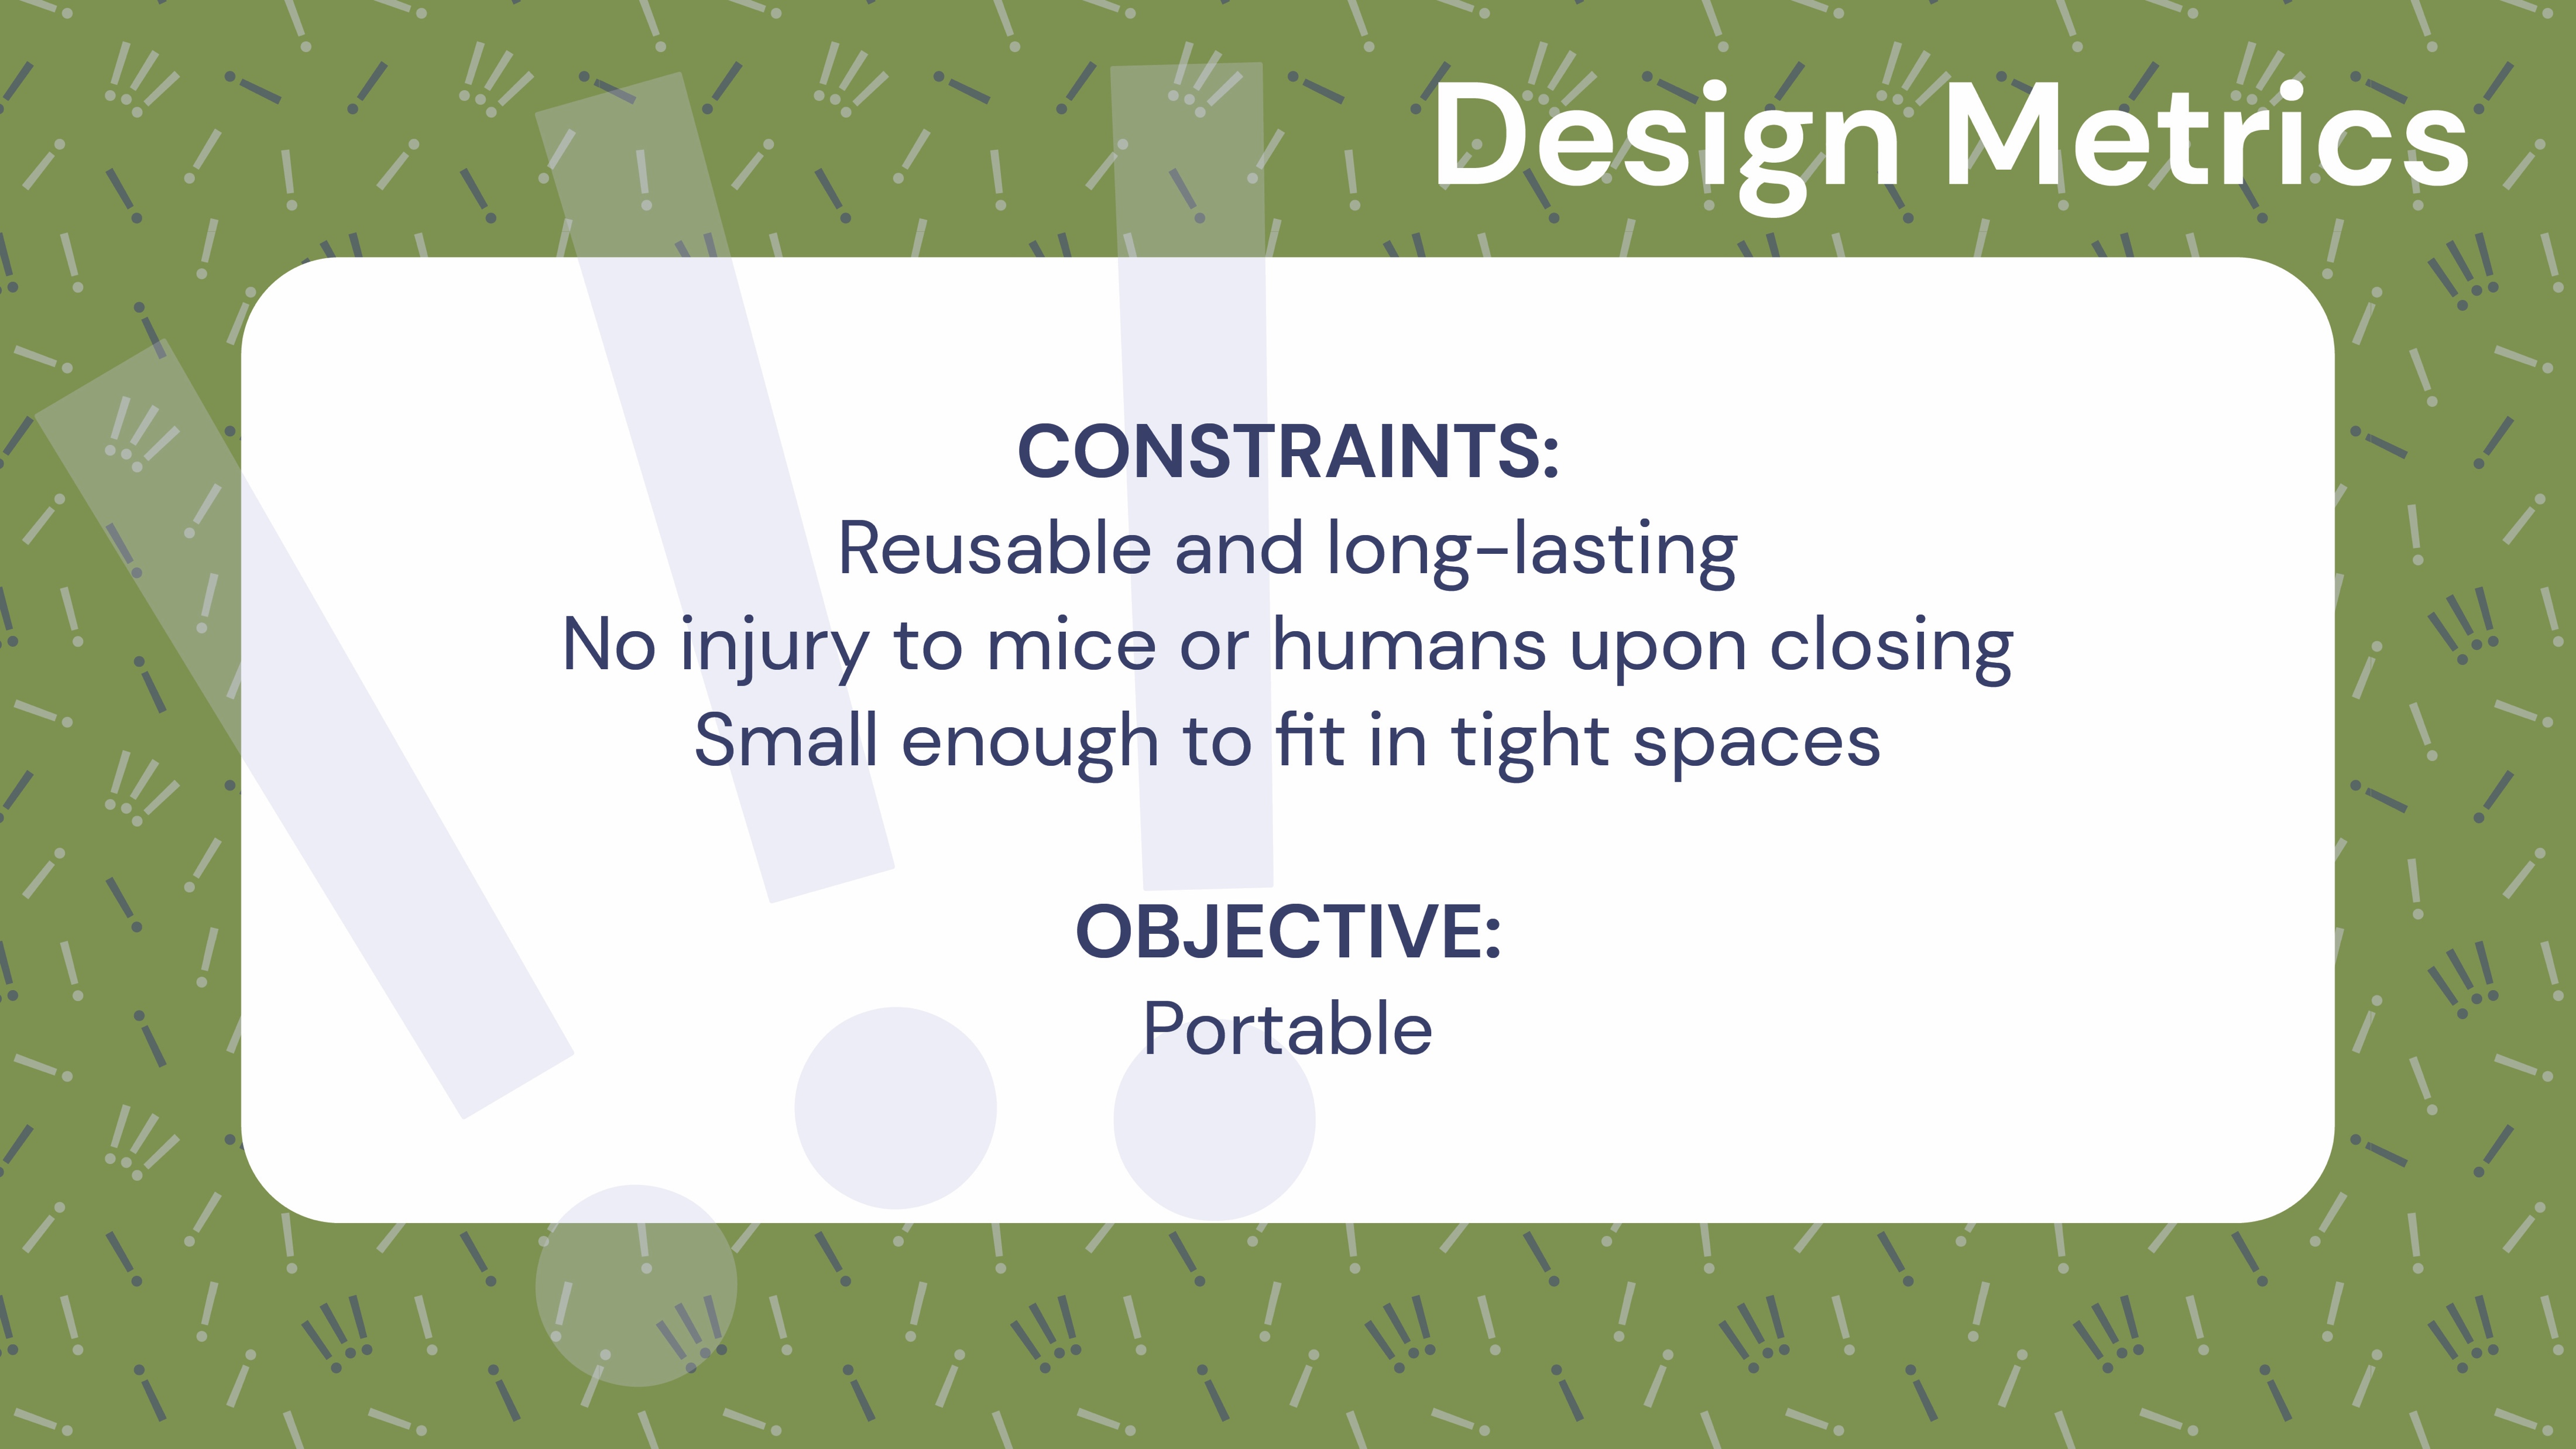 Design Metrics
CONSTRAINTS:
Reusable and long-lasting
No injury to mice or humans upon closing
Small enough to fit in tight spaces
OBJECTIVE:
Portable